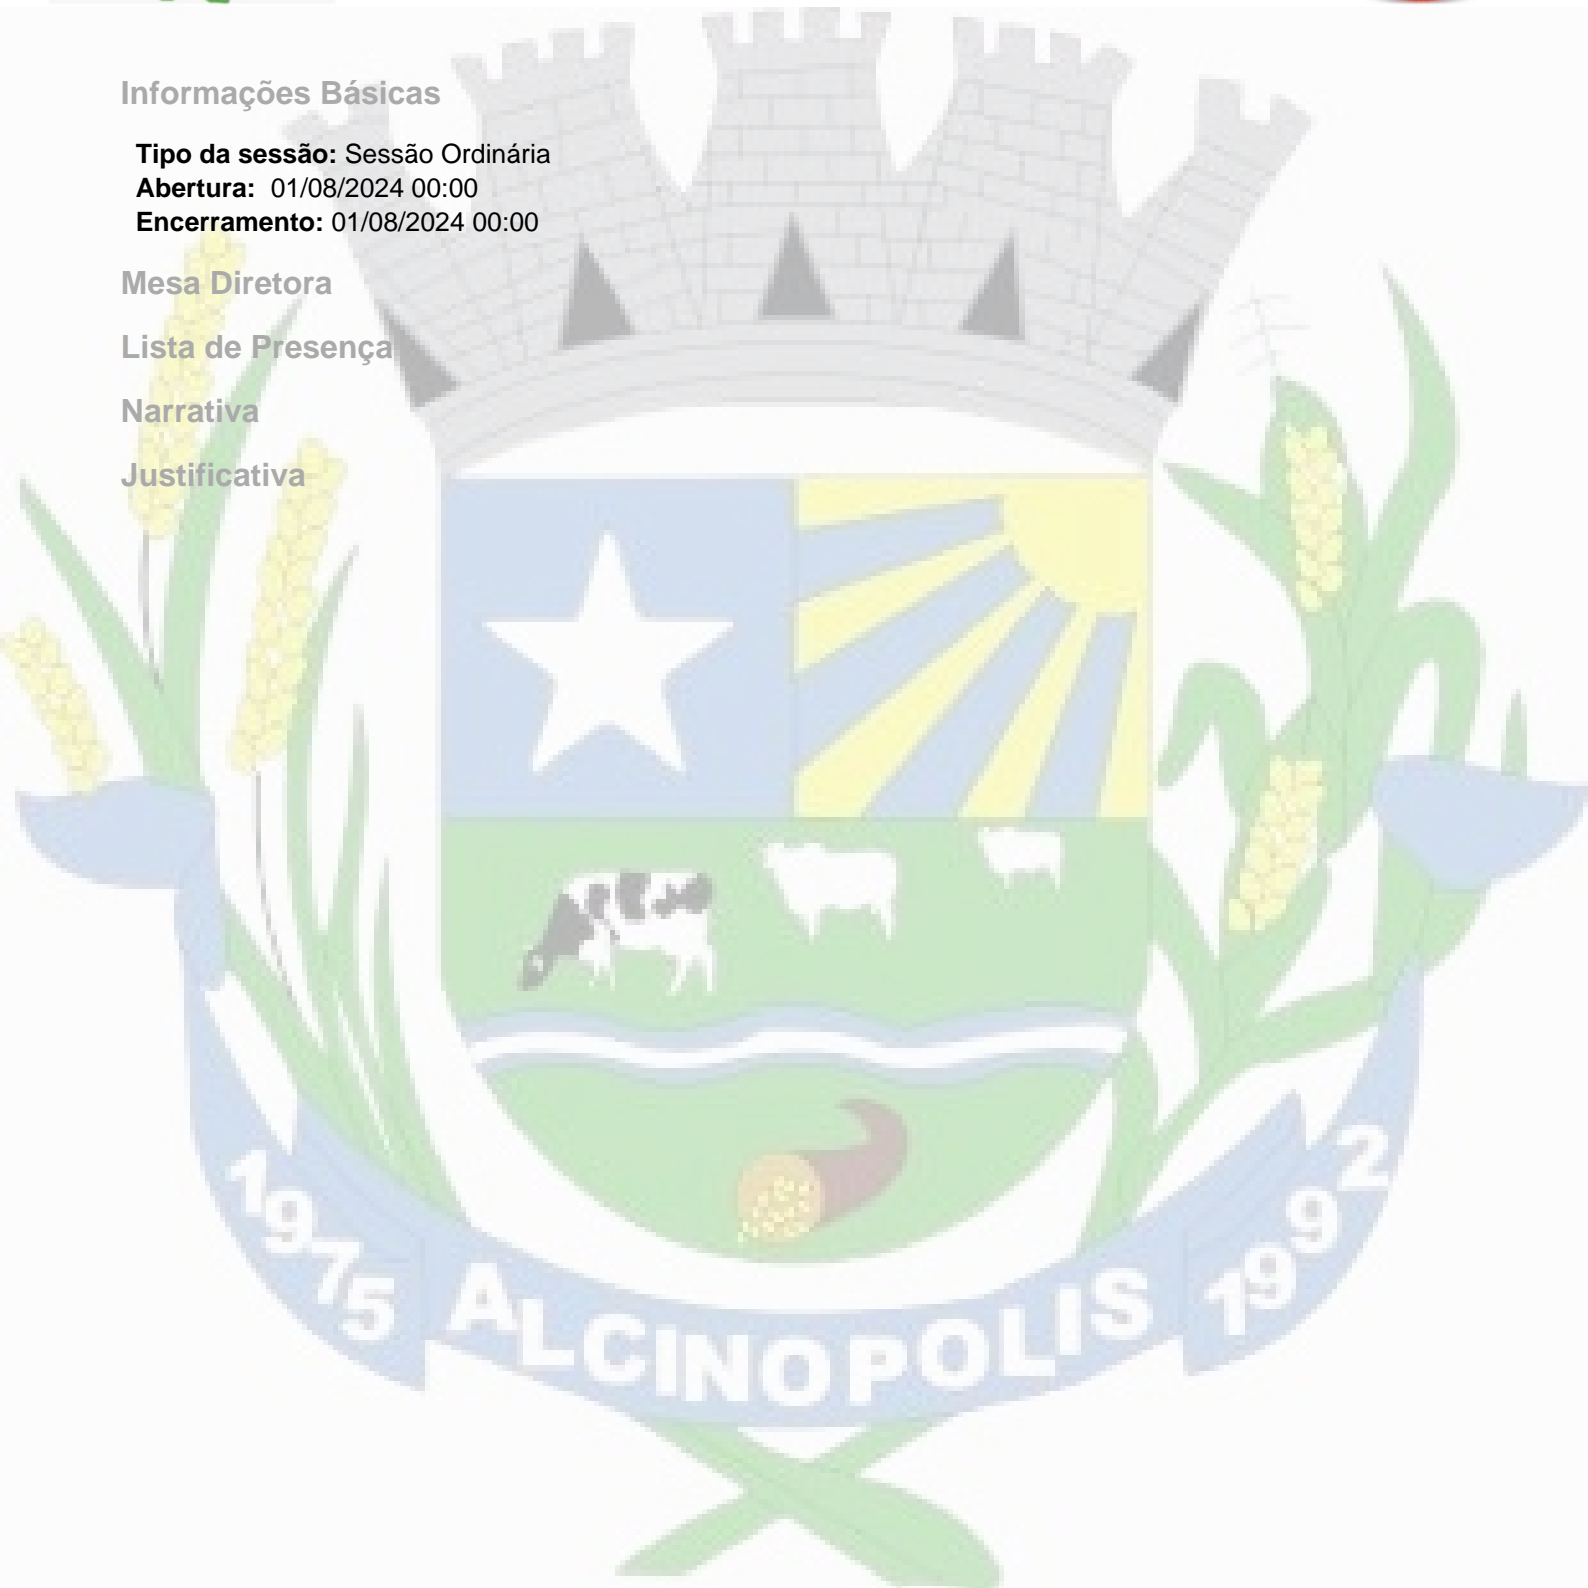 Informações Básicas
Tipo da sessão: Sessão Ordinária
Abertura: 01/08/2024 00:00
Encerramento: 01/08/2024 00:00
Mesa Diretora
Lista de Presença
Narrativa
Justificativa
1975 ALCINOPOLIS 1992